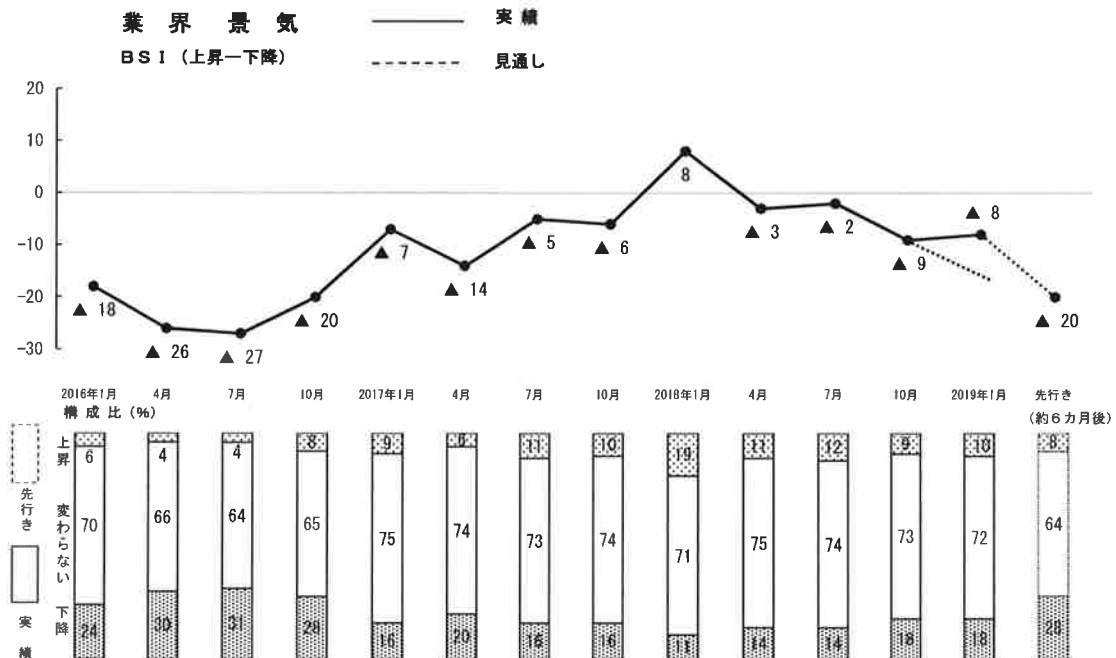 業界 景気
実績
BSI (上昇ー下降)
見通し
20
10
0
-10
-20
-30
▲ 18
▲ 26
▲ 27
▲ 20
▲ 7
▲ 14
▲ 5
▲ 6
8
▲ 3
▲ 2
▲ 9
▲ 8
▲ 20
2016年1月 4月 7月 10月 2017年1月 4月 7月 10月 2018年1月 4月 7月 10月 2019年1月 先行き
構成比 (%)
(約6カ月後)
上昇
6 4 4 8 9 6 11 10 19 11 12 9 10 8
変わらない
70 66 64 65 75 74 73 74 71 75 74 73 72 64
下降
24 30 31 28 16 20 16 16 11 14 14 18 18 28
先行き
実績